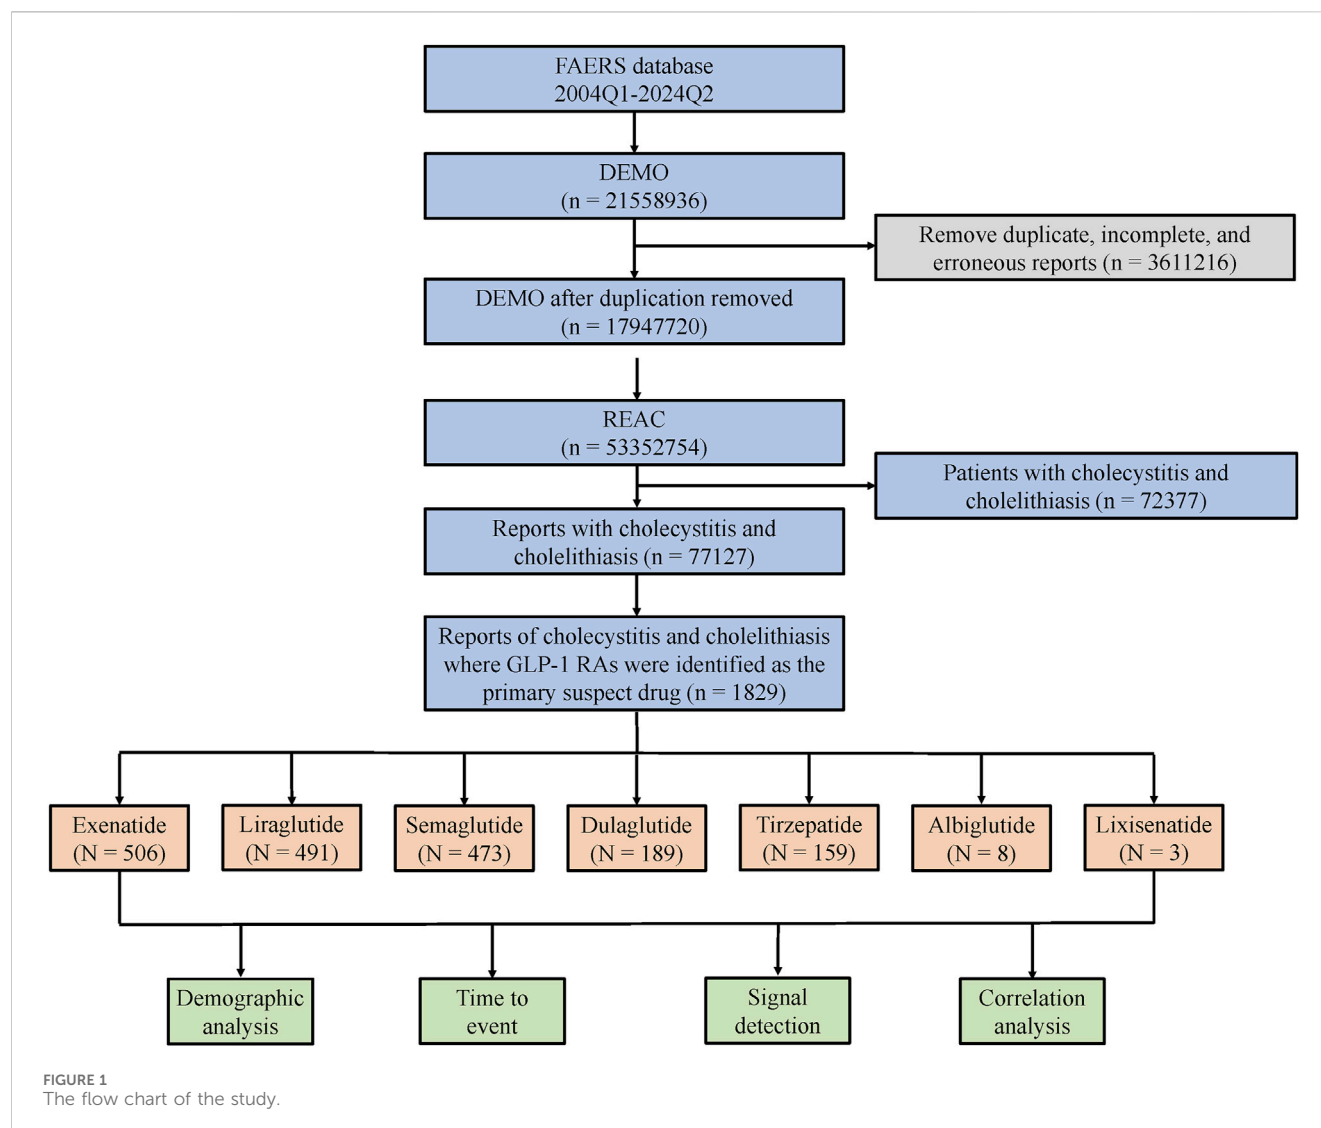 FAERS database
2004Q1-2024Q2
DEMO
(n = 21558936)
Remove duplicate, incomplete, and
erroneous reports (n = 3611216)
DEMO after duplication removed
(n = 17947720)
REAC
(n = 53352754)
Patients with cholecystitis and
cholelithiasis (n = 72377)
Reports with cholecystitis and
cholelithiasis (n = 77127)
Reports of cholecystitis and cholelithiasis
where GLP-1 RAs were identified as the
primary suspect drug (n = 1829)
Exenatide
(N = 506)
Liraglutide
(N = 491)
Semaglutide
(N = 473)
Dulaglutide
(N = 189)
Tirzepatide
(N = 159)
Albiglutide
(N = 8)
Lixisenatide
(N = 3)
Demographic
analysis
Time to
event
Signal
detection
Correlation
analysis
FIGURE 1
The flow chart of the study.